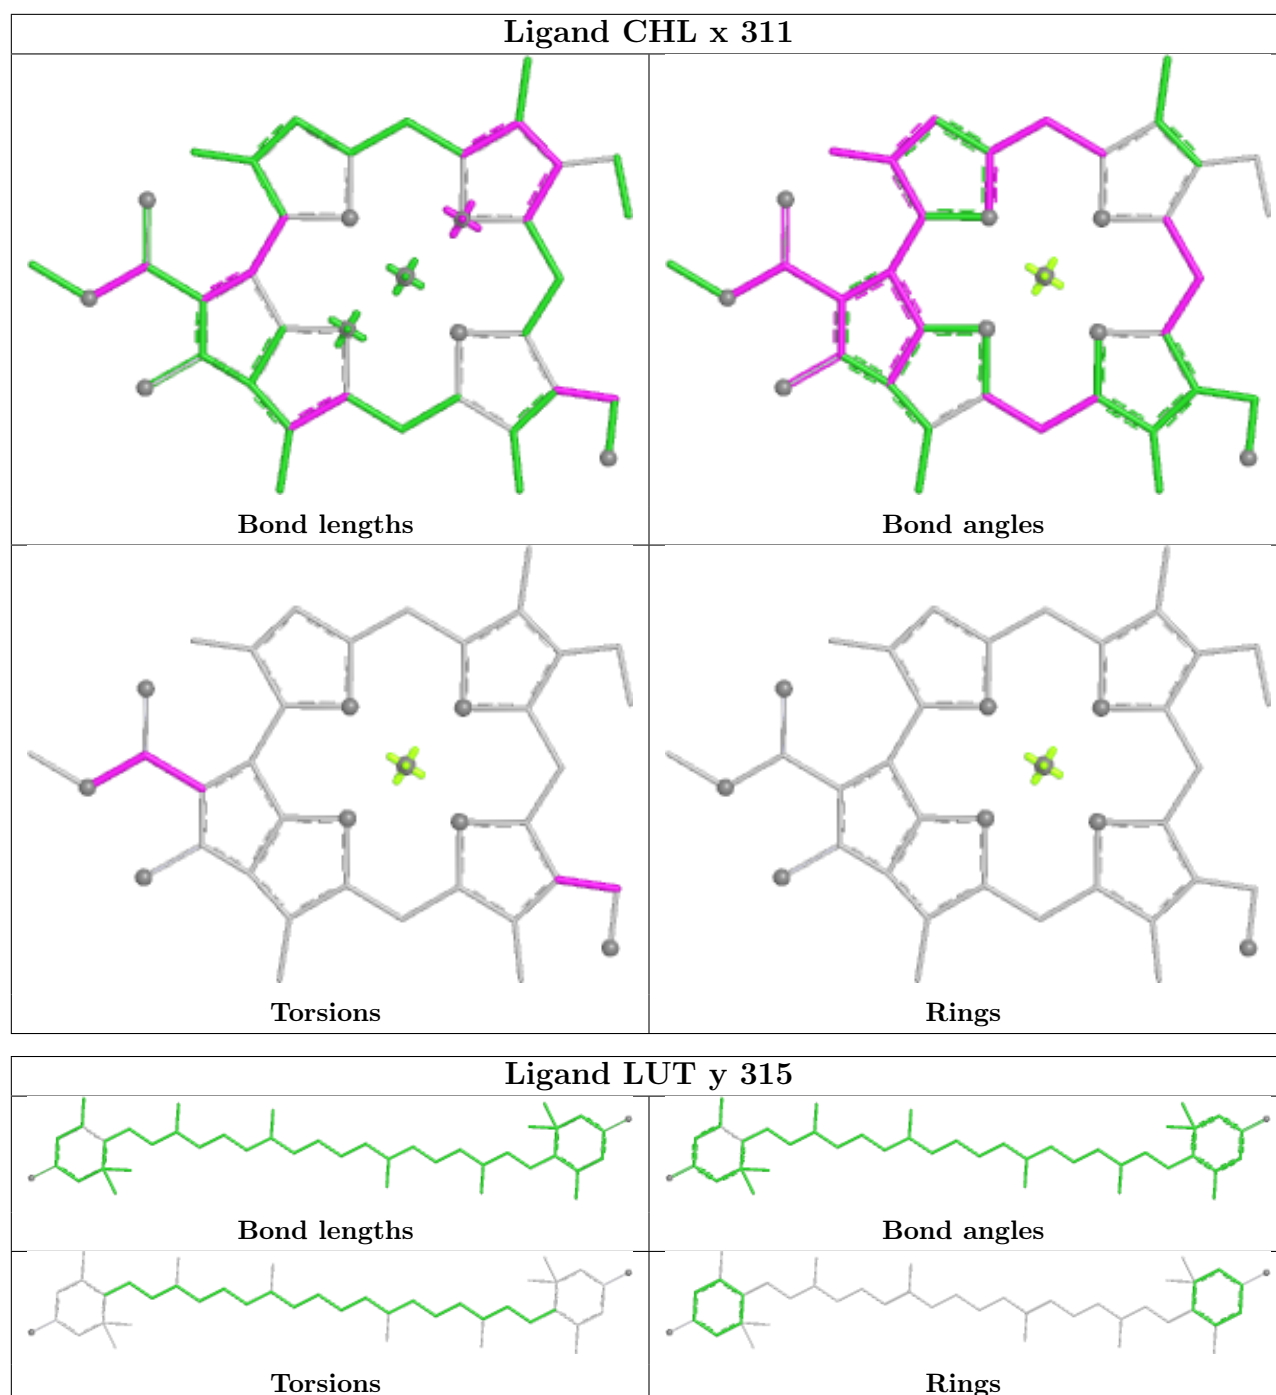 Ligand CHL x 311
Bond lengths
Bond angles
Torsions
Rings
Ligand LUT y 315
Bond lengths
Bond angles
Torsions
Rings